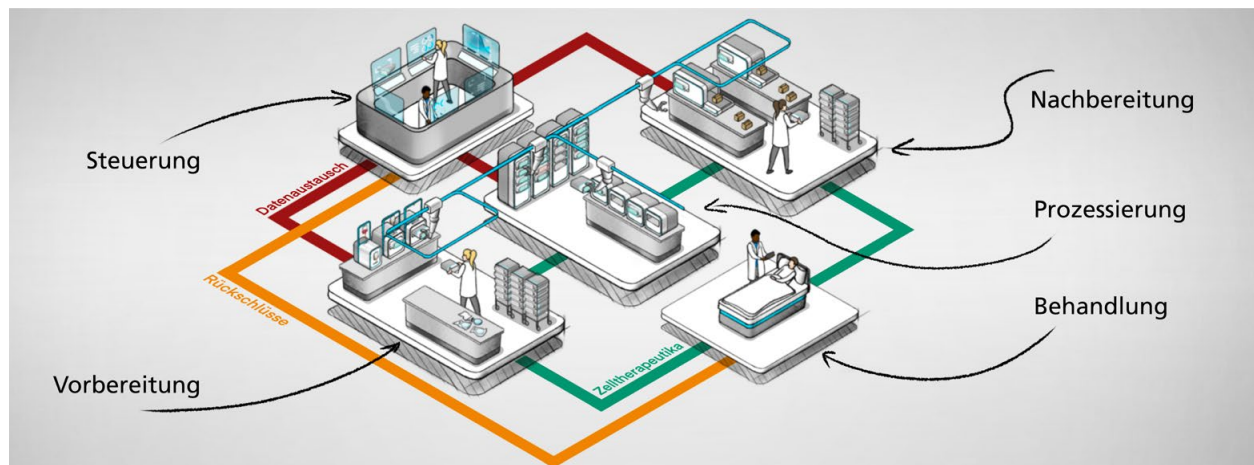 Nachbereitung
Steuerung
Datenaustausch
Prozessierung
Rückschlüsse
Behandlung
Zelltherapeutika
Vorbereitung